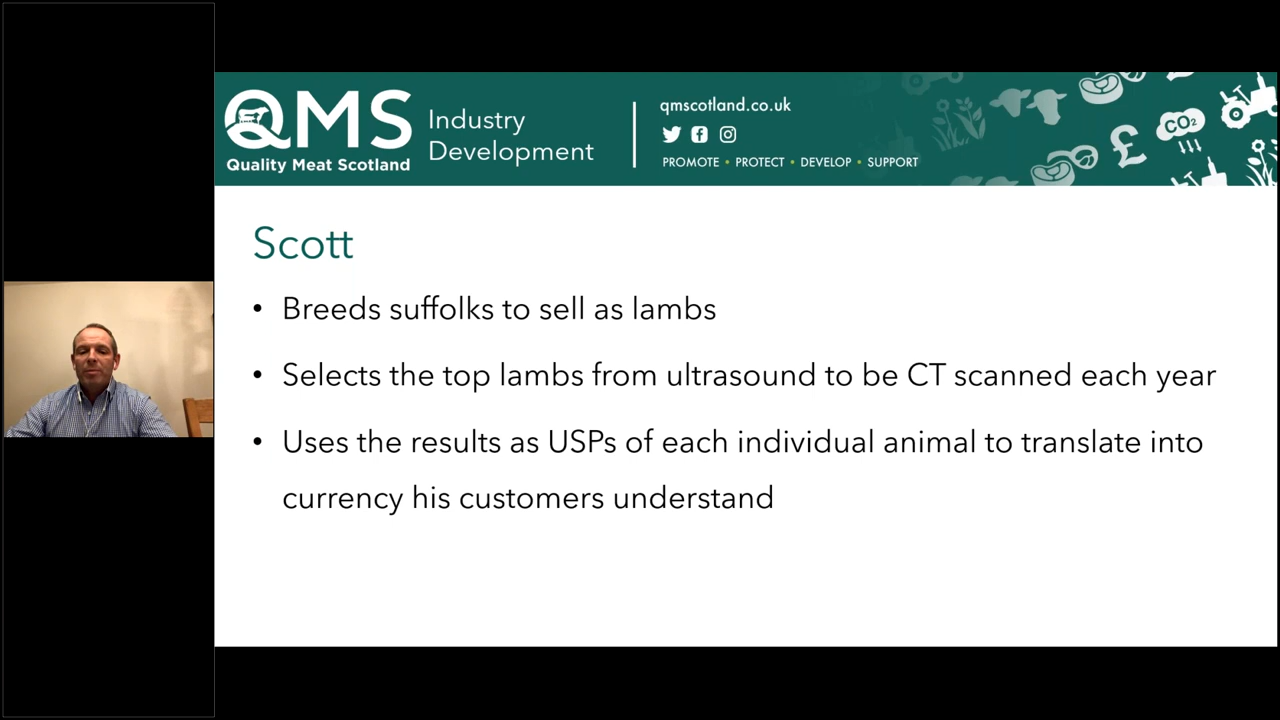 QMS
Quality Meat Scotland
Industry
Development
qmscotland.co.uk
PROMOTE • PROTECT • DEVELOP • SUPPORT
CO₂
£
Scott
• Breeds suffolks to sell as lambs
• Selects the top lambs from ultrasound to be CT scanned each year
• Uses the results as USPs of each individual animal to translate into
currency his customers understand